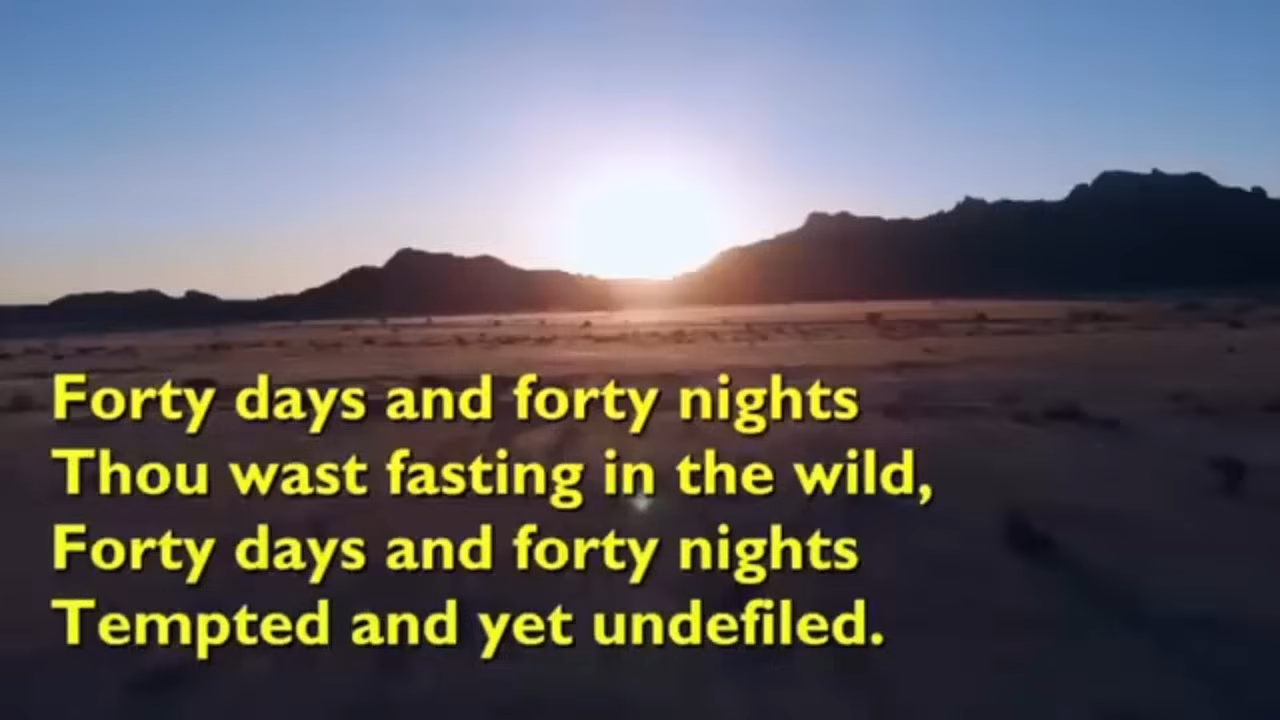 Forty days and forty nights
Thou wast fasting in the wild,
Forty days and forty nights
Tempted and yet undefiled.